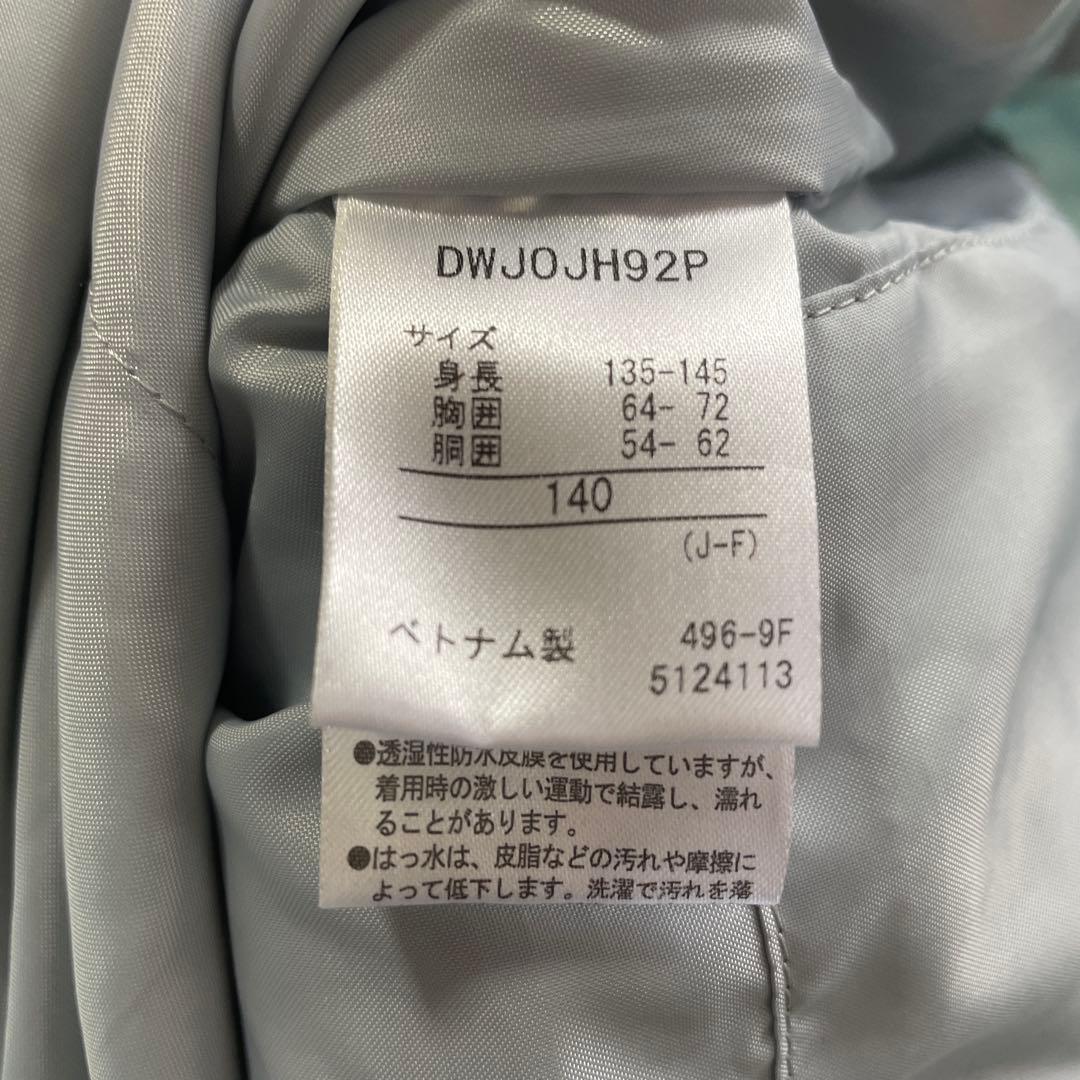 DWJOJH92P
サイズ
身長 135-145
胸囲 64- 72
胴囲 54- 62
140
(J-F)
ベトナム製 496-9F
5124113
●透湿性防水皮膜を使用していますが、
着用時の激しい運動で結露し、濡れ
ることがあります。
●はっ水は、皮脂などの汚れや摩擦に
よって低下します。洗濯で汚れを落